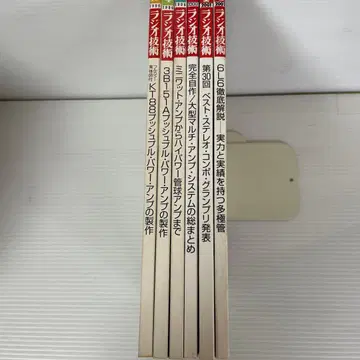 ラジオ技術
KT-88プッシュプル・パワー・アンプの製作
ラジオ技術
プッシュプル・パワー・アンプの製作
ラジオ技術
ミニワット・アンプからハイパワー管球アンプまで
ラジオ技術
完全自作/大型マルチ・アンプ・システムの総まとめ
ラジオ技術
第30回 ベスト・ステレオ・コンポ・グランプリ発表
ラジオ技術
6L6徹底解説──実力と実績を持つ多極管